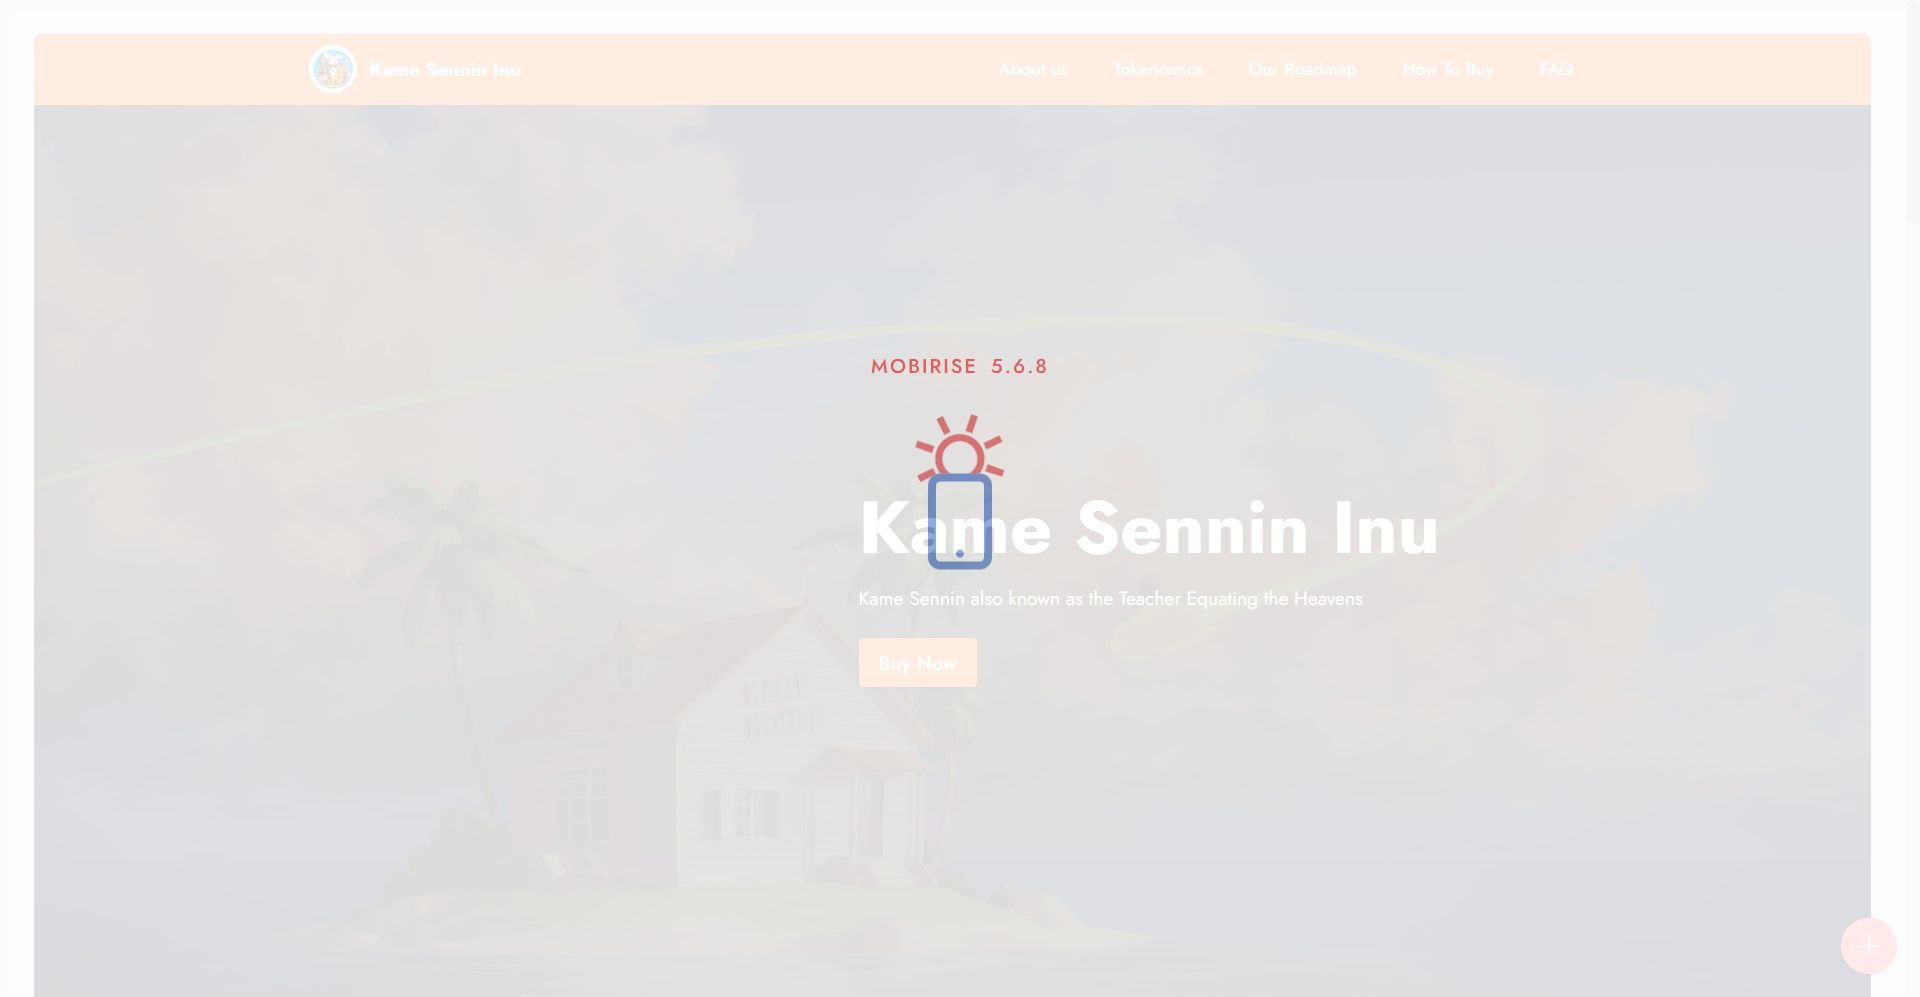 Kame Sennin Inu
About us
Tokenomics
Our Roadmap
How To Buy
FAQ
MOBIRISE 5.6.8
Kame Sennin Inu
Kame Sennin also known as the Teacher Equating the Heavens
Buy Now
KAME
HOUSE